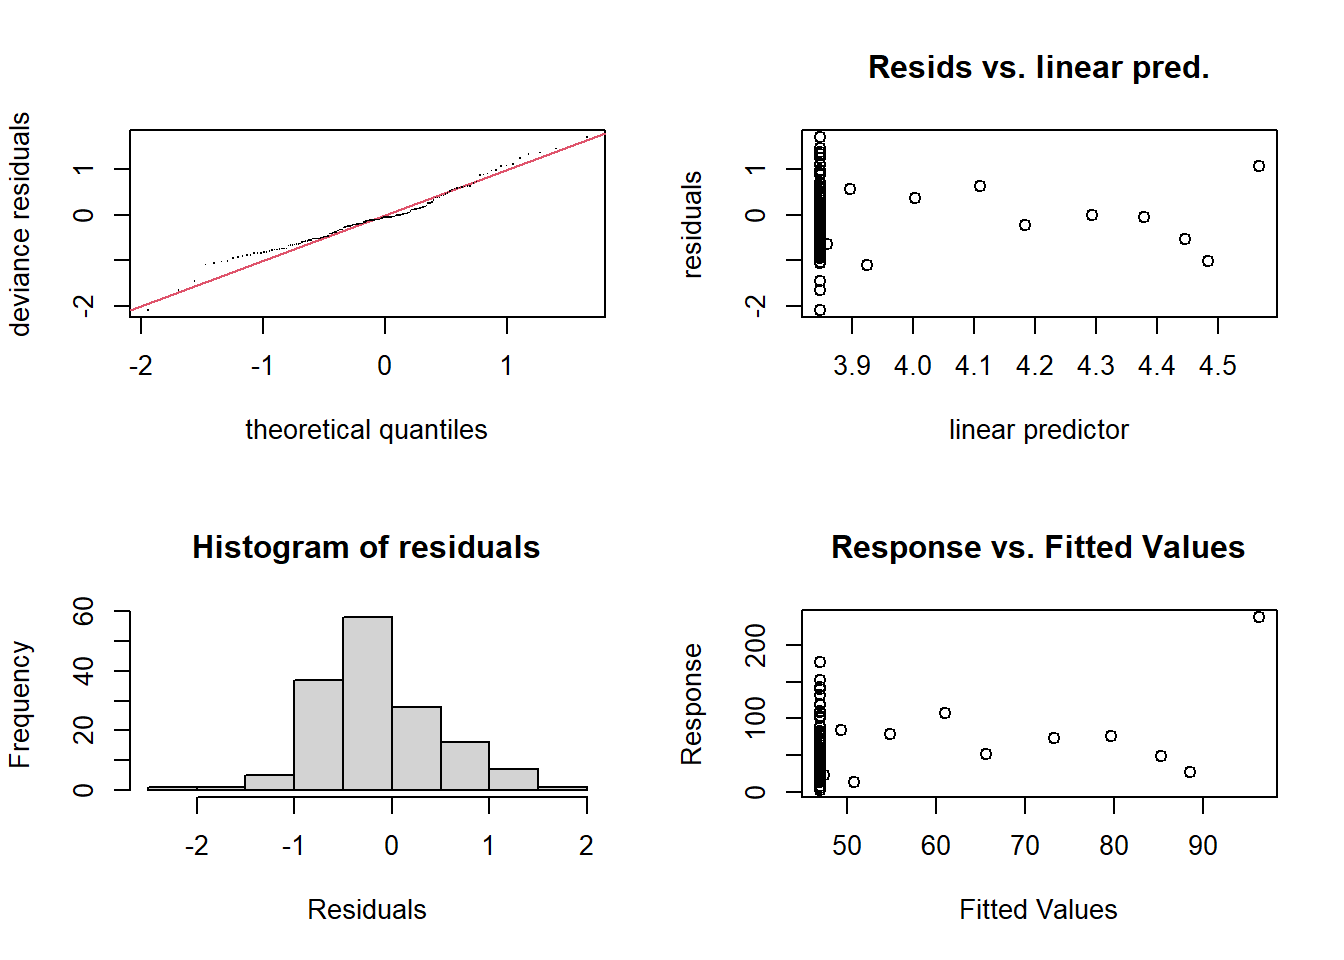 deviance residuals
1
0
-2
-2 -1 0 1
theoretical quantiles
Resids vs. linear pred.
residuals
1
0
-2
3.9 4.0 4.1 4.2 4.3 4.4 4.5
linear predictor
Histogram of residuals
Frequency
60
40
20
0
-2 -1 0 1 2
Residuals
Response vs. Fitted Values
Response
200
100
0
50 60 70 80 90
Fitted Values